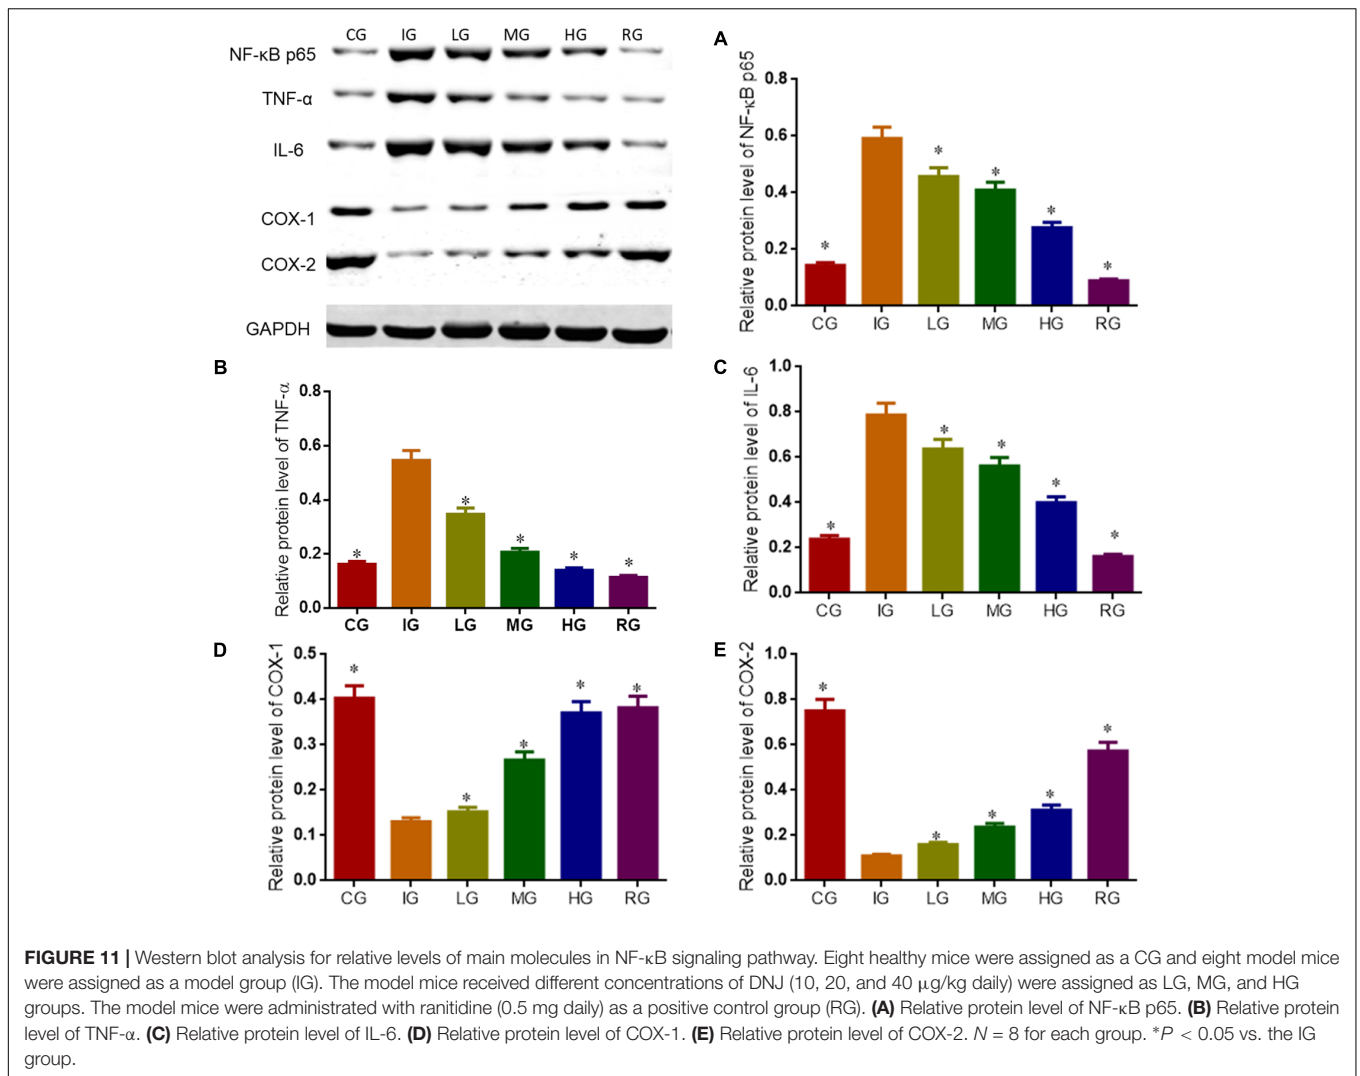 CG IG LG MG HG RG
NF-κB p65
TNF-α
IL-6
COX-1
COX-2
GAPDH
A
Relative protein level of NF-κB p65
0.8
0.6
0.4
0.2
0.0
* * * * *
CG IG LG MG HG RG
B
Relative protein level of TNF-α
0.8
0.6
0.4
0.2
0.0
* * * * *
CG IG LG MG HG RG
C
Relative protein level of IL-6
1.0
0.8
0.6
0.4
0.2
0.0
* * * * *
CG IG LG MG HG RG
D
Relative protein level of COX-1
0.5
0.4
0.3
0.2
0.1
0.0
* * * * *
CG IG LG MG HG RG
E
Relative protein level of COX-2
1.0
0.8
0.6
0.4
0.2
0.0
* * * * *
CG IG LG MG HG RG
FIGURE 11 | Western blot analysis for relative levels of main molecules in NF-κB signaling pathway. Eight healthy mice were assigned as a CG and eight model mice
were assigned as a model group (IG). The model mice received different concentrations of DNJ (10, 20, and 40 μg/kg daily) were assigned as LG, MG, and HG
groups. The model mice were administrated with ranitidine (0.5 mg daily) as a positive control group (RG). (A) Relative protein level of NF-κB p65. (B) Relative protein
level of TNF-α. (C) Relative protein level of IL-6. (D) Relative protein level of COX-1. (E) Relative protein level of COX-2. N = 8 for each group. *P < 0.05 vs. the IG
group.